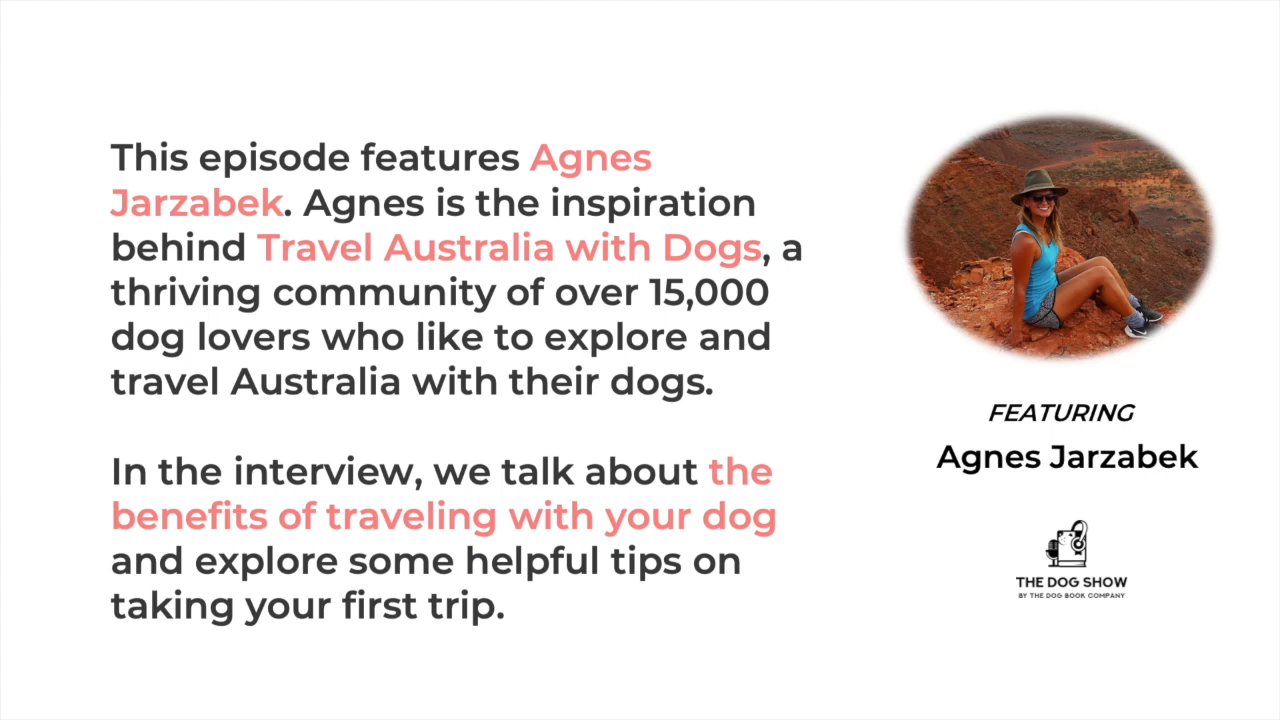 This episode features Agnes
Jarzabek. Agnes is the inspiration
behind Travel Australia with Dogs, a
thriving community of over 15,000
dog lovers who like to explore and
travel Australia with their dogs.
In the interview, we talk about the
benefits of traveling with your dog
and explore some helpful tips on
taking your first trip.
FEATURING
Agnes Jarzabek
THE DOG SHOW
BY THE DOG BOOK COMPANY